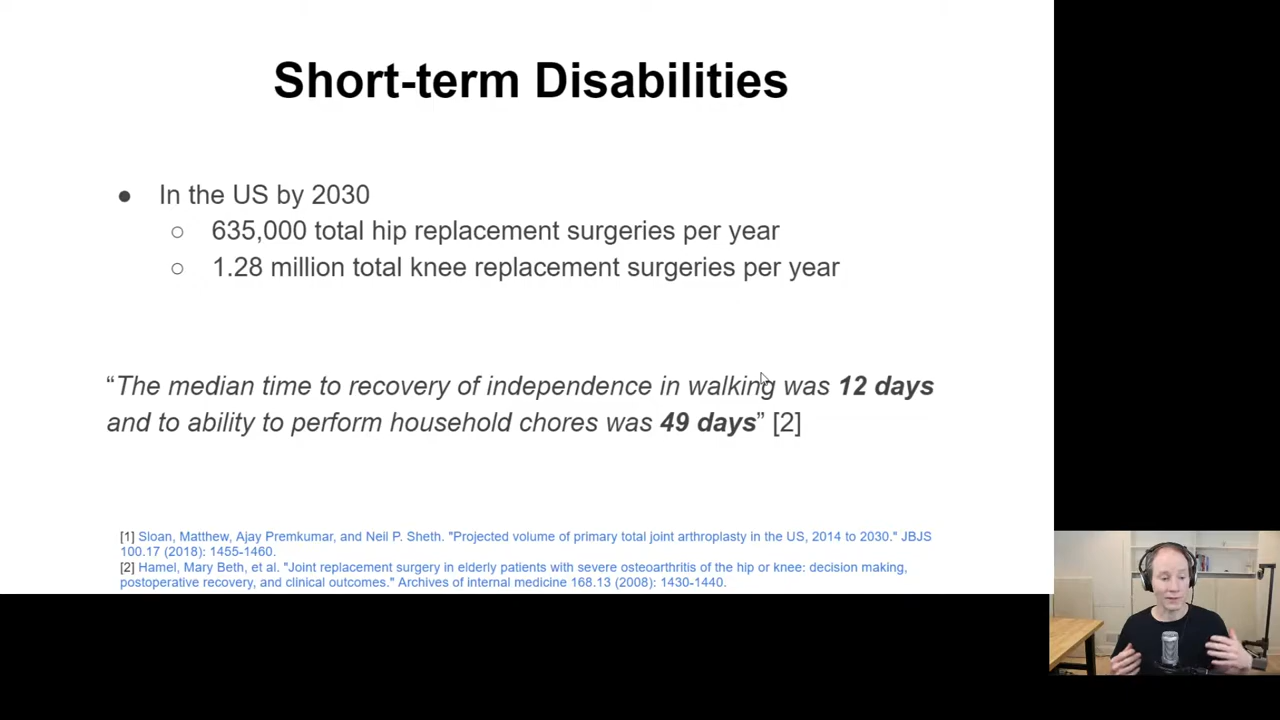 Short-term Disabilities
● In the US by 2030
○ 635,000 total hip replacement surgeries per year
○ 1.28 million total knee replacement surgeries per year
“The median time to recovery of independence in walking was 12 days
and to ability to perform household chores was 49 days” [2]
[1] Sloan, Matthew, Ajay Premkumar, and Neil P. Sheth. "Projected volume of primary total joint arthroplasty in the US, 2014 to 2030." JBJS
100.17 (2018): 1455-1460.
[2] Hamel, Mary Beth, et al. "Joint replacement surgery in elderly patients with severe osteoarthritis of the hip or knee: decision making,
postoperative recovery, and clinical outcomes." Archives of internal medicine 168.13 (2008): 1430-1440.